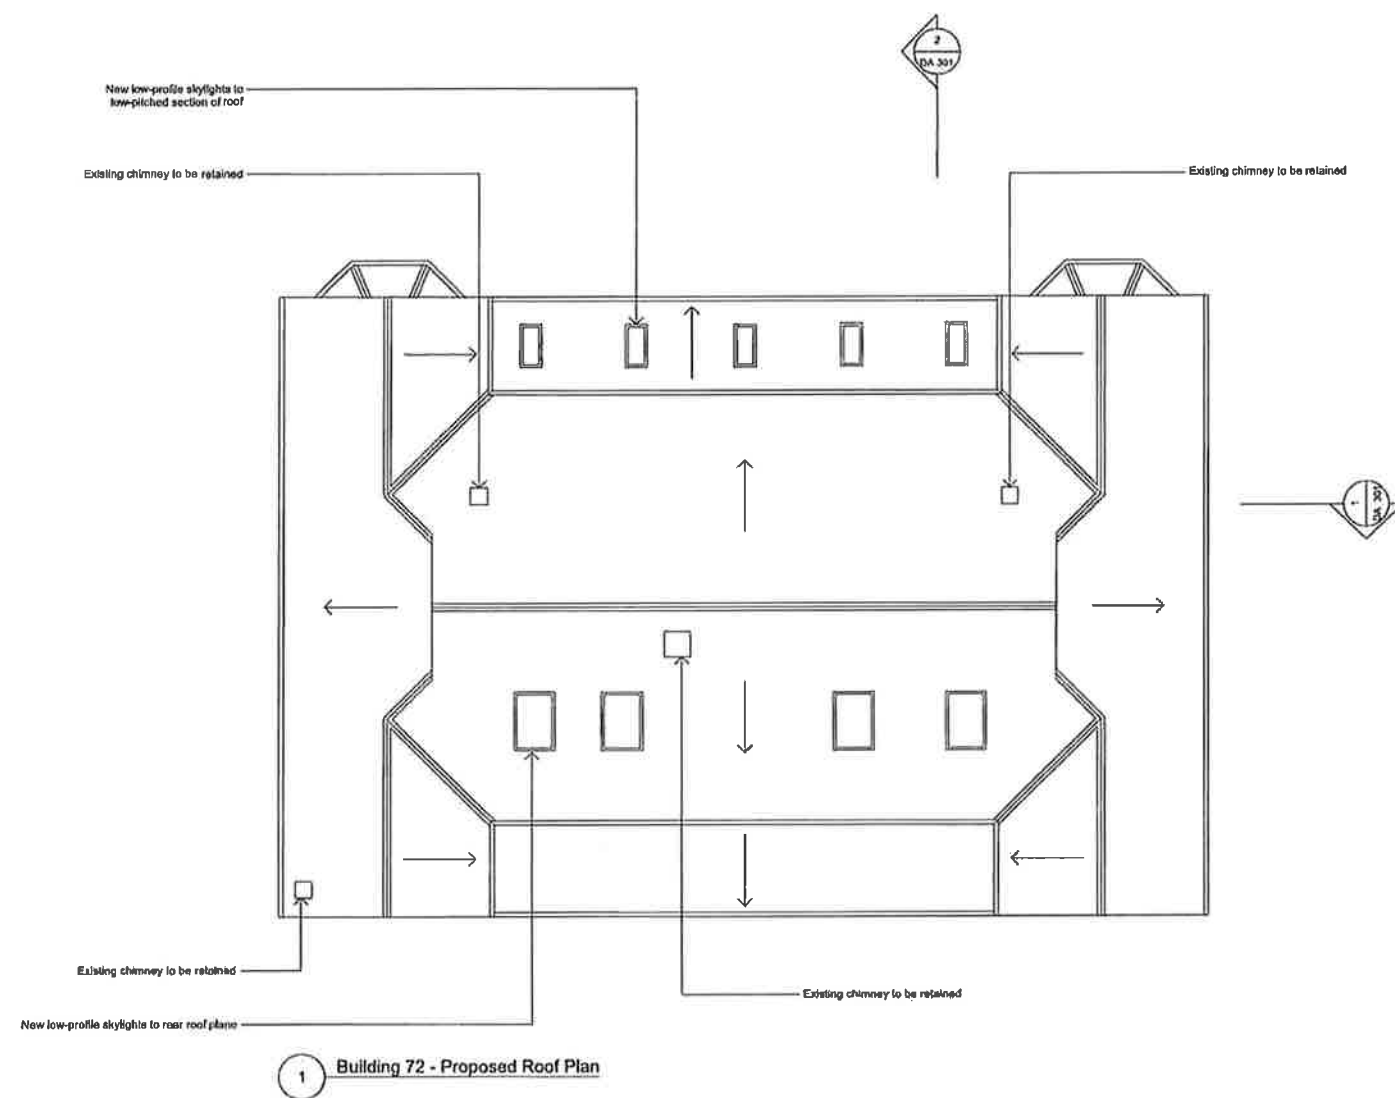 2
DA 301
New low-profile skylights to
low-pitched section of roof
Existing chimney to be retained
Existing chimney to be retained
1
DA 301
Existing chimney to be retained
Existing chimney to be retained
New low-profile skylights to rear roof plane
1
Building 72 - Proposed Roof Plan